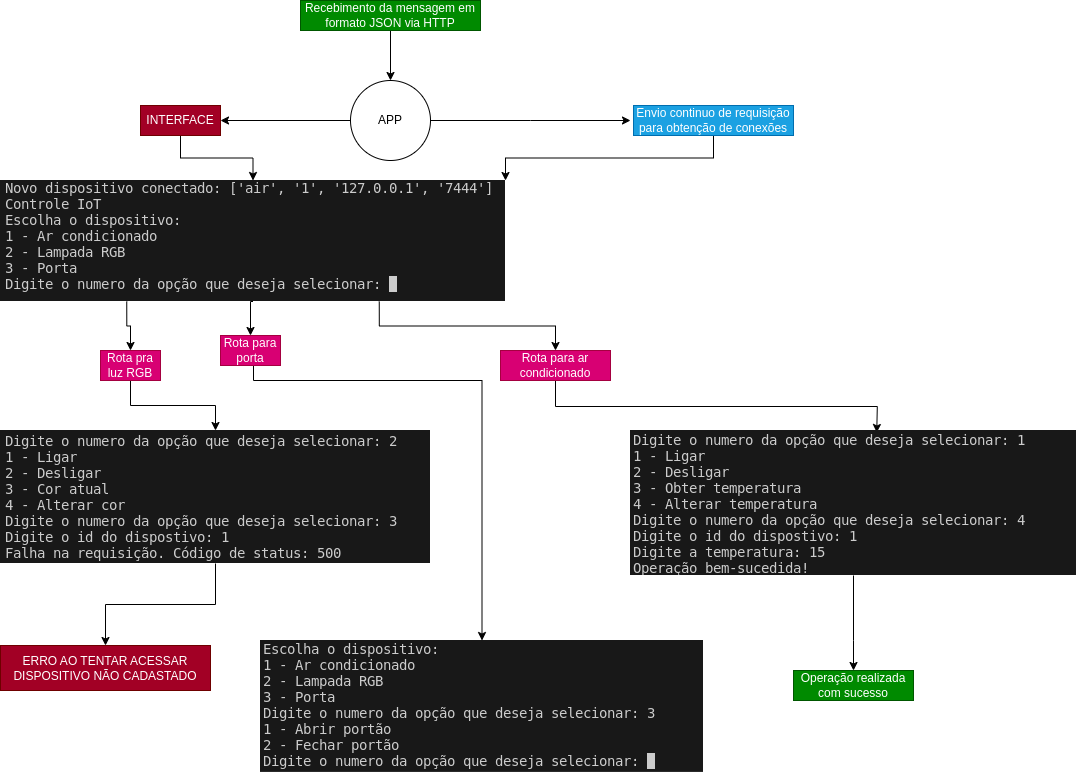 Recebimento da mensagem em
formato JSON via HTTP
APP
INTERFACE
Envio continuo de requisição
para obtenção de conexões
Novo dispositivo conectado: ['air', '1', '127.0.0.1', '7444']
Controle IoT
Escolha o dispositivo:
1 - Ar condicionado
2 - Lampada RGB
3 - Porta
Digite o numero da opção que deseja selecionar:
Rota pra
luz RGB
Rota para
porta
Rota para ar
condicionado
Digite o numero da opção que deseja selecionar: 2
1 - Ligar
2 - Desligar
3 - Cor atual
4 - Alterar cor
Digite o numero da opção que deseja selecionar: 3
Digite o id do dispostivo: 1
Falha na requisição. Código de status: 500
Digite o numero da opção que deseja selecionar: 1
1 - Ligar
2 - Desligar
3 - Obter temperatura
4 - Alterar temperatura
Digite o numero da opção que deseja selecionar: 4
Digite o id do dispostivo: 1
Digite a temperatura: 15
Operação bem-sucedida!
ERRO AO TENTAR ACESSAR
DISPOSITIVO NÃO CADASTADO
Escolha o dispositivo:
1 - Ar condicionado
2 - Lampada RGB
3 - Porta
Digite o numero da opção que deseja selecionar: 3
1 - Abrir portão
2 - Fechar portão
Digite o numero da opção que deseja selecionar:
Operação realizada
com sucesso